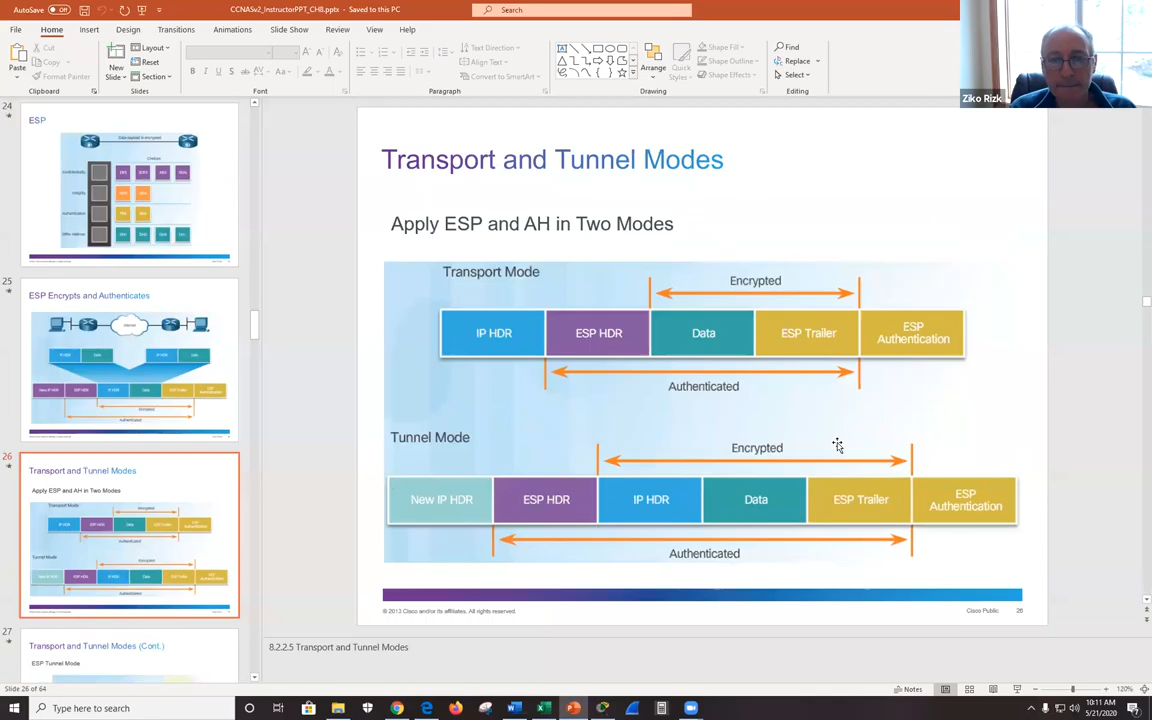 AutoSave Off
CCNASv2_InstructorPPT_CH8.pptx - Saved to this PC
Search
File Home Insert Design Transitions Animations Slide Show Review View Help
Paste
Cut
Copy
Format Painter
Clipboard
New Slide
Layout
Reset
Section
Slides
Font
Text Direction
Align Text
Convert to SmartArt
Paragraph
Arrange
Quick Styles
Shape Fill
Shape Outline
Shape Effects
Drawing
Find
Replace
Select
Editing
Ziko Rizk
24
ESP
25
ESP Encrypts and Authenticates
26
Transport and Tunnel Modes
Apply ESP and AH in Two Modes
27
Transport and Tunnel Modes (Cont.)
ESP Tunnel Mode
Transport and Tunnel Modes
Apply ESP and AH in Two Modes
Transport Mode
Encrypted
IP HDR ESP HDR Data ESP Trailer ESP Authentication
Authenticated
Tunnel Mode
Encrypted
New IP HDR ESP HDR IP HDR Data ESP Trailer ESP Authentication
Authenticated
© 2013 Cisco and/or its affiliates. All rights reserved.
Cisco Public
26
8.2.2.5 Transport and Tunnel Modes
Slide 26 of 64
Notes
120%
Type here to search
10:11 AM
5/21/2020